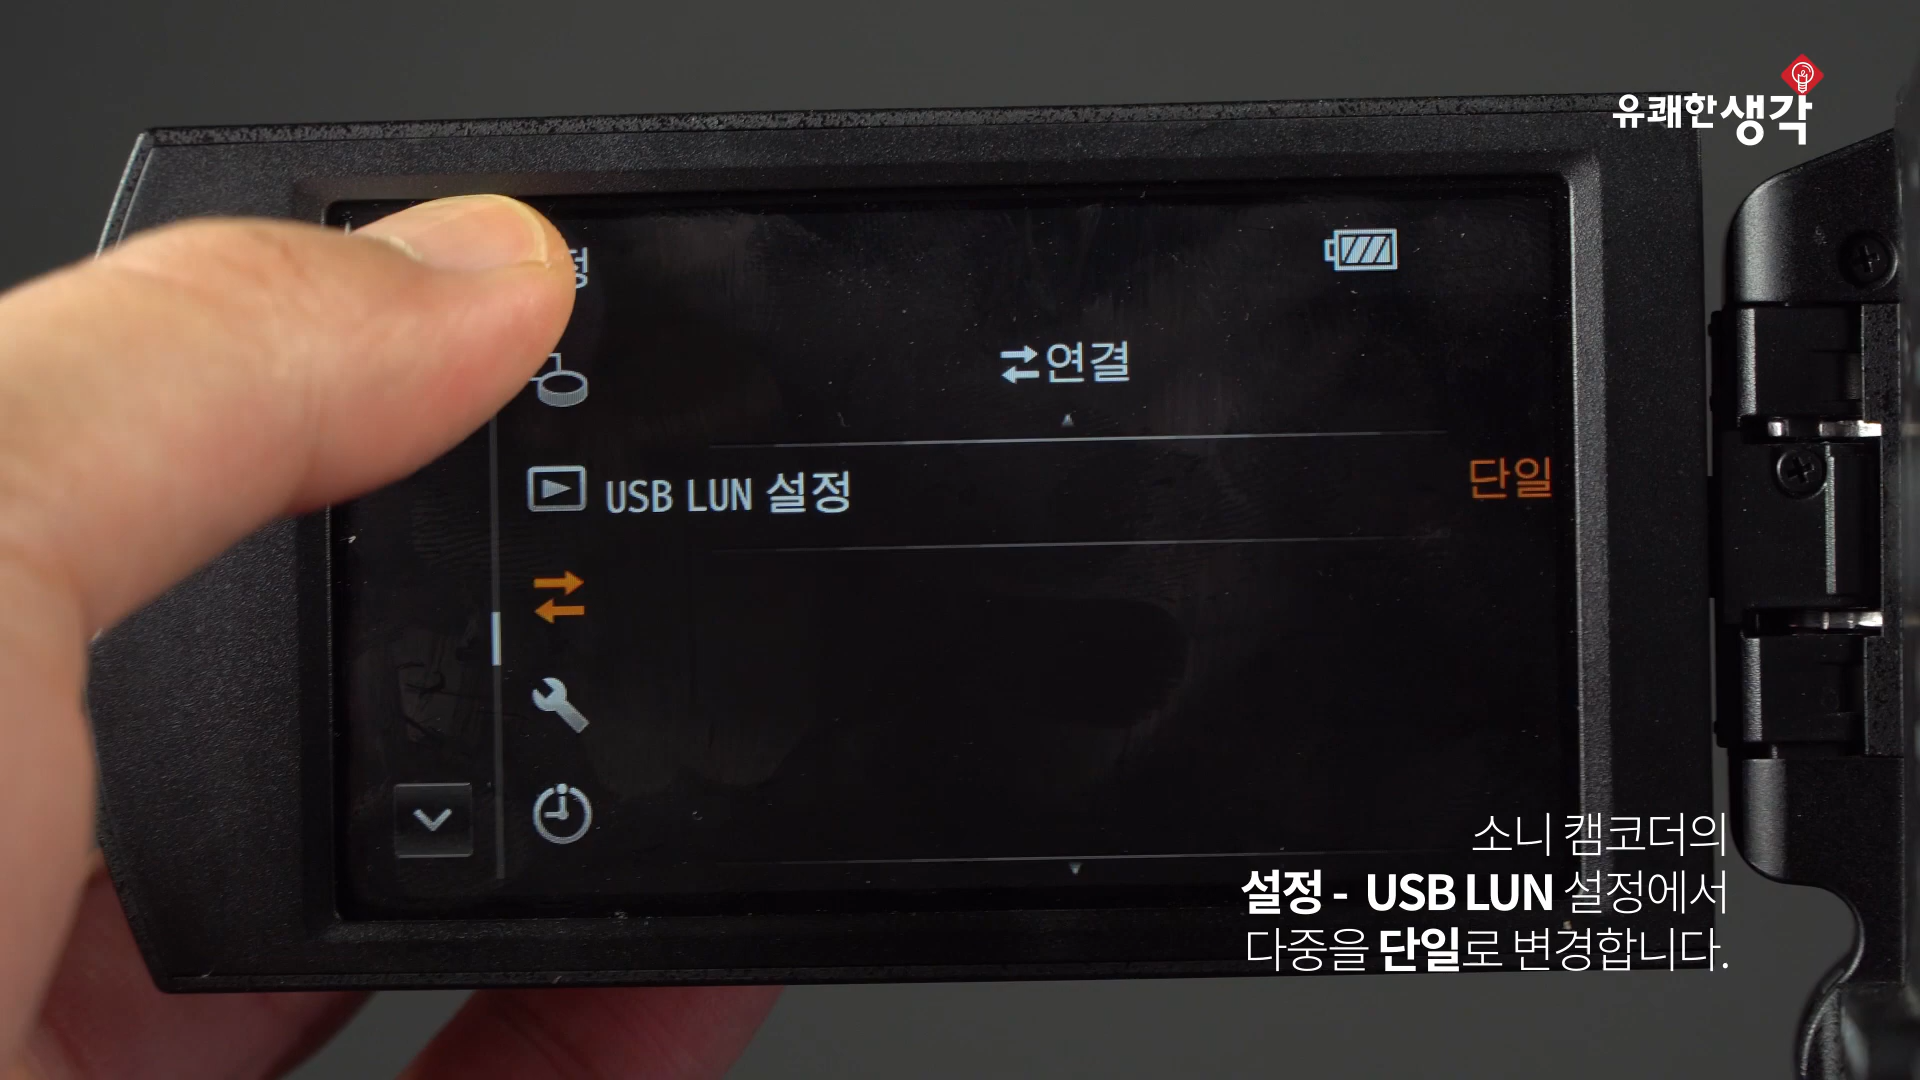 유쾌한생각
연결
USB LUN 설정
단일
소니 캠코더의
설정 - USB LUN 설정에서
다중을 단일로 변경합니다.